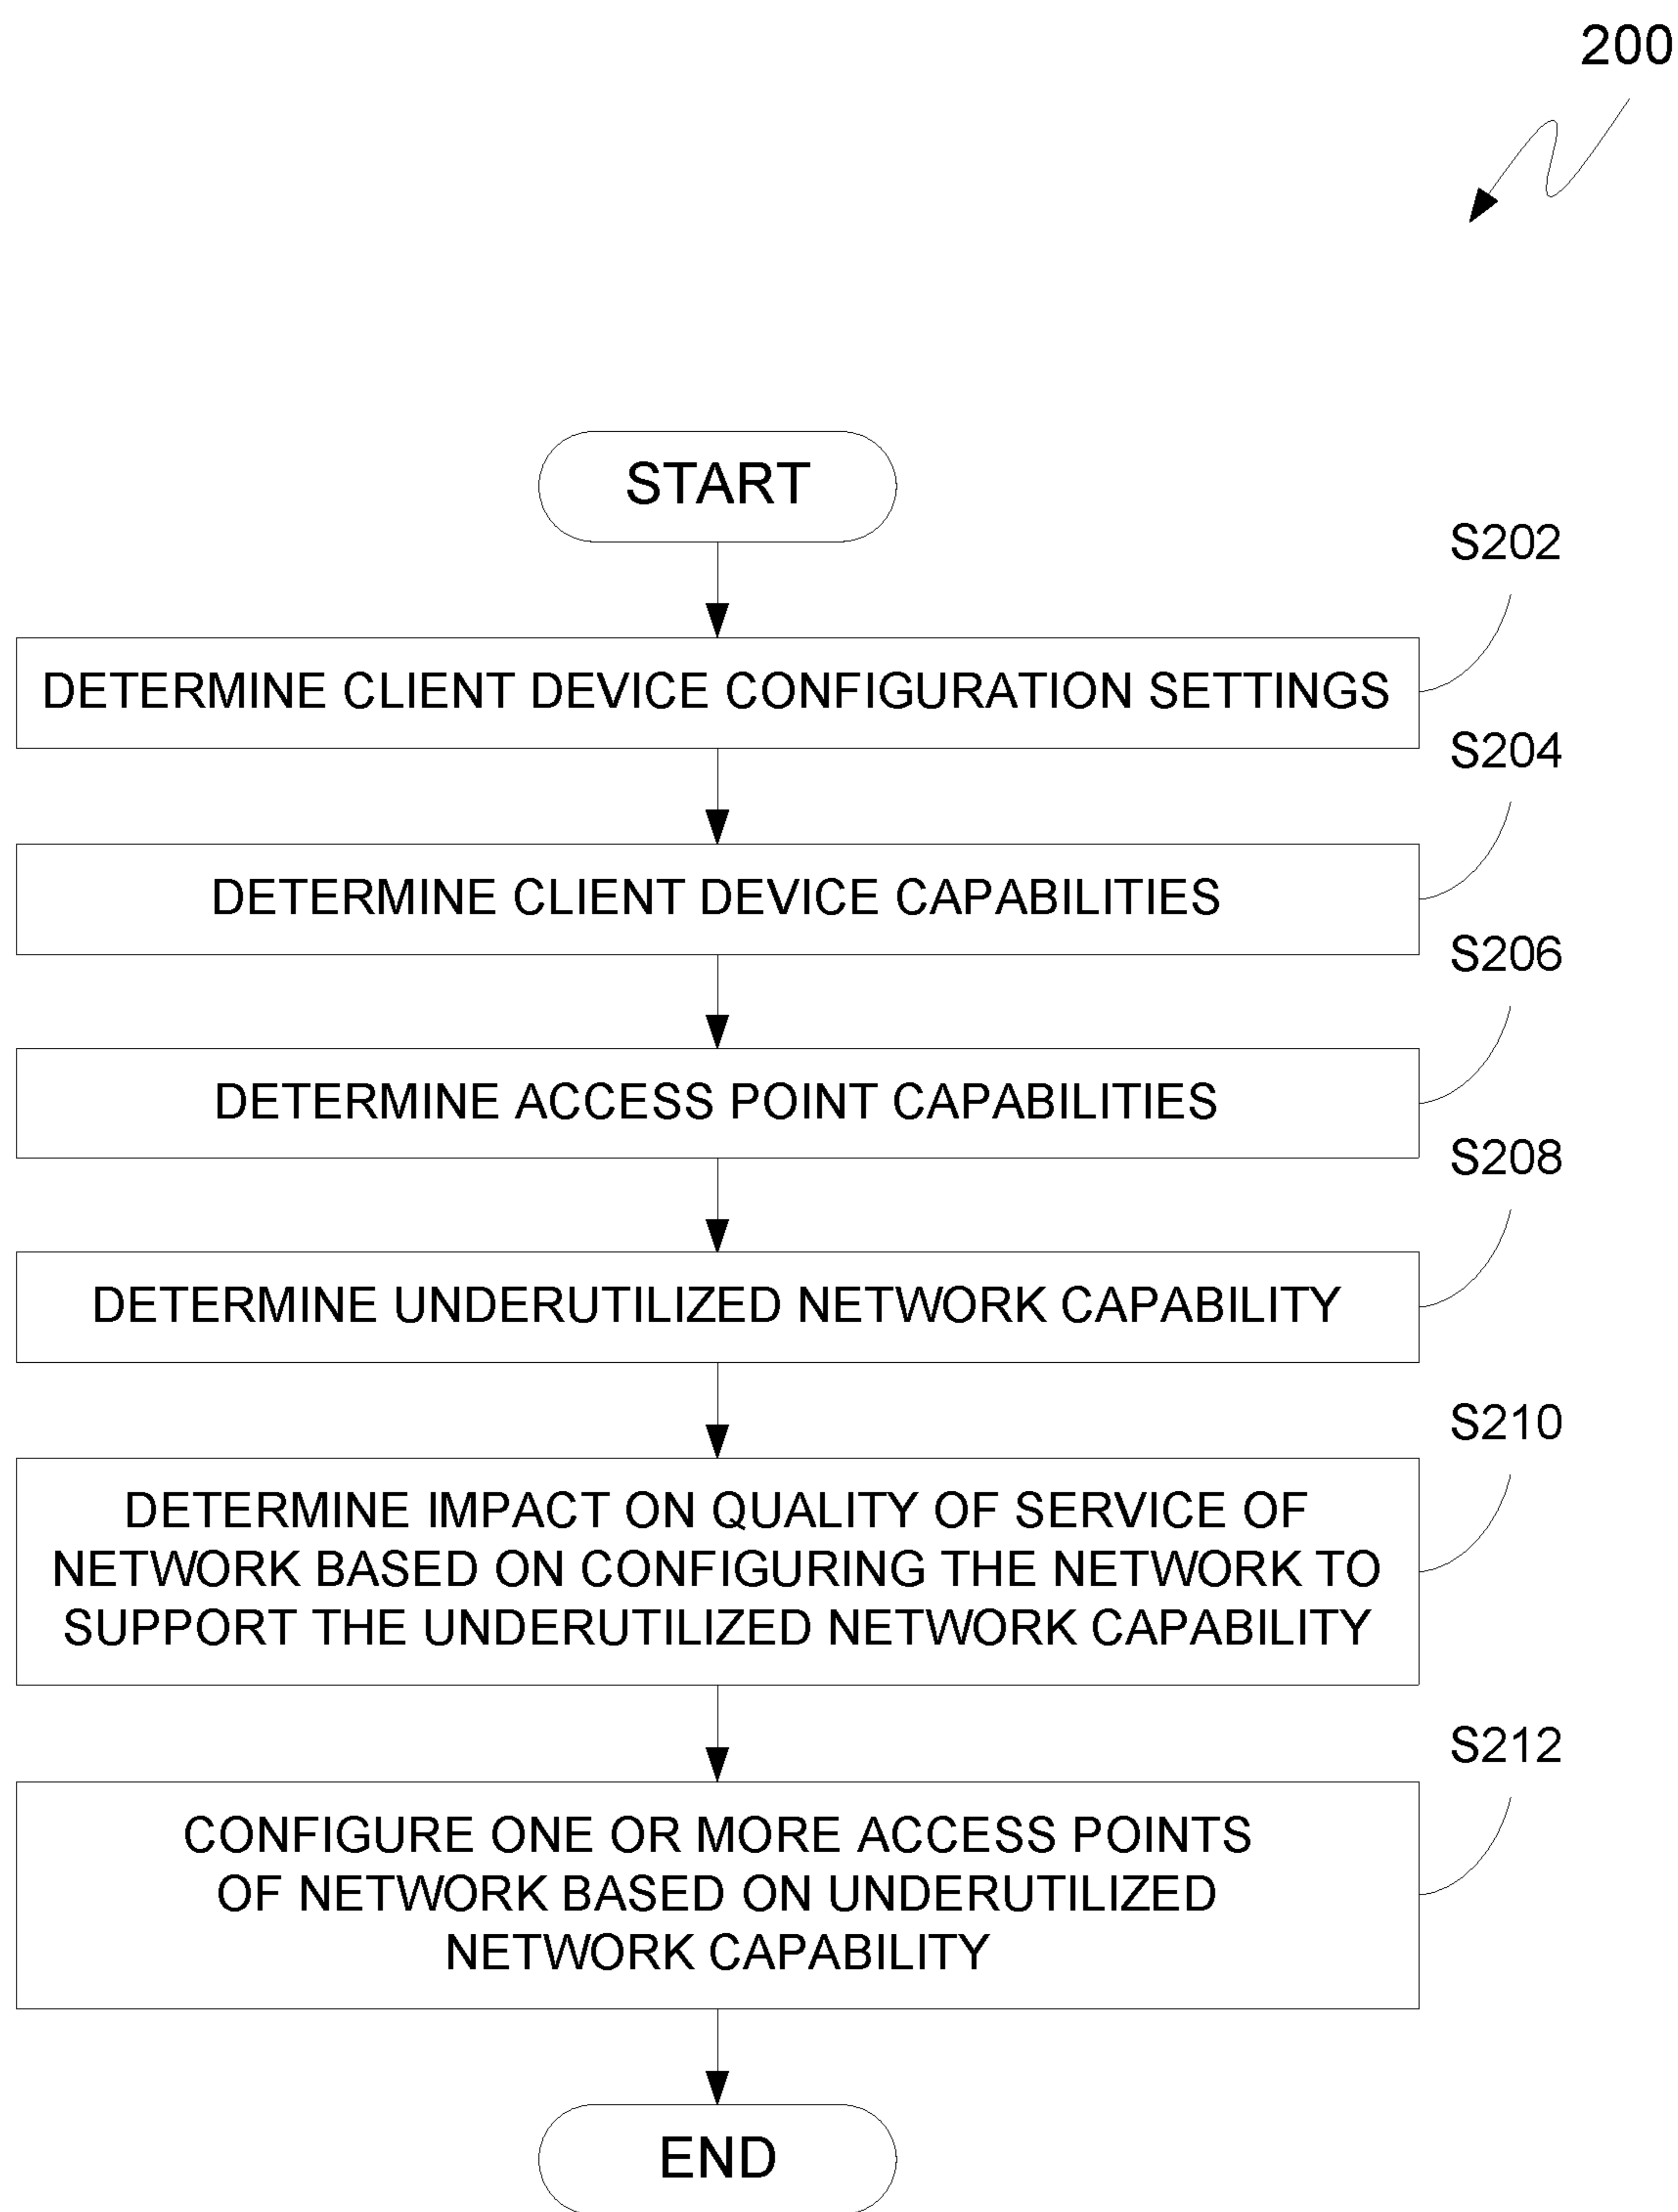 200
START
S202
DETERMINE CLIENT DEVICE CONFIGURATION SETTINGS
S204
DETERMINE CLIENT DEVICE CAPABILITIES
S206
DETERMINE ACCESS POINT CAPABILITIES
S208
DETERMINE UNDERUTILIZED NETWORK CAPABILITY
S210
DETERMINE IMPACT ON QUALITY OF SERVICE OF
NETWORK BASED ON CONFIGURING THE NETWORK TO
SUPPORT THE UNDERUTILIZED NETWORK CAPABILITY
S212
CONFIGURE ONE OR MORE ACCESS POINTS
OF NETWORK BASED ON UNDERUTILIZED
NETWORK CAPABILITY
END